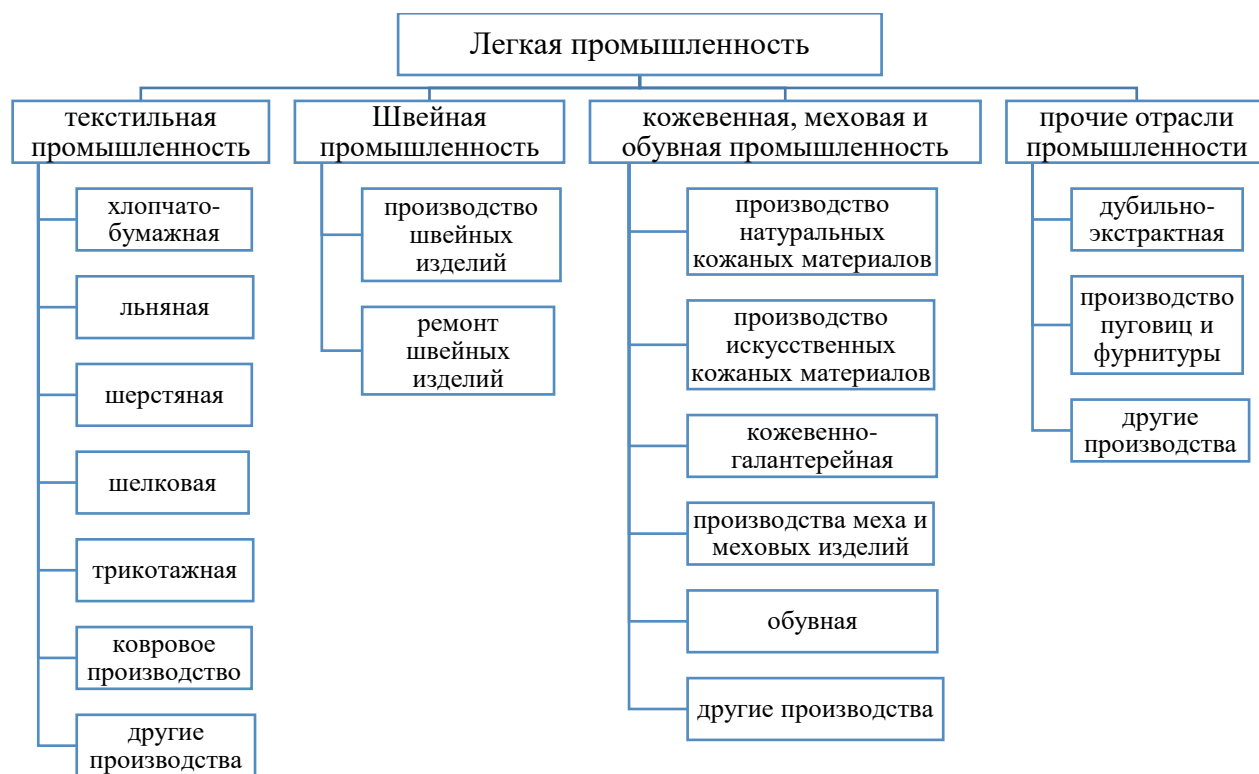 Легкая промышленность
текстильная
промышленность
хлопчато-
бумажная
льняная
шерстяная
шелковая
трикотажная
ковровое
производство
другие
производства
Швейная
промышленность
производство
швейных
изделий
ремонт
швейных
изделий
кожевенная, меховая и
обувная промышленность
производство
натуральных
кожаных материалов
производство
искусственных
кожаных материалов
кожевенно-
галантерейная
производства меха и
меховых изделий
обувная
другие производства
прочие отрасли
промышленности
дубильно-
экстрактная
производство
пуговиц и
фурнитуры
другие
производства